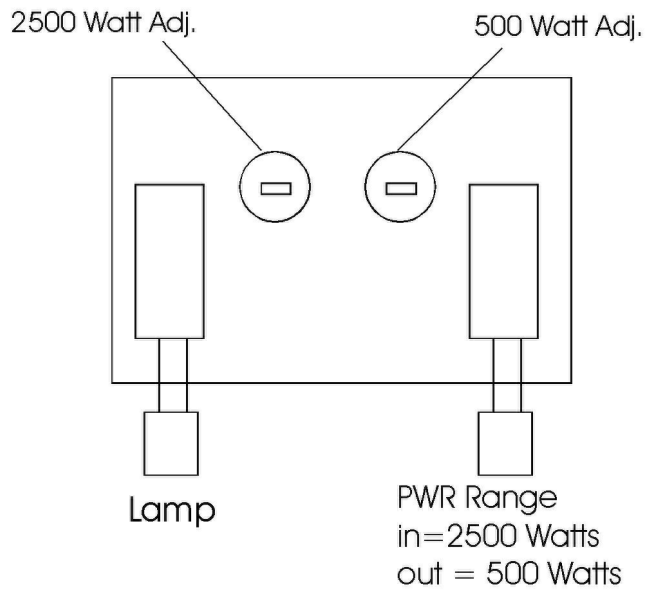 2500 Watt Adj.
500 Watt Adj.
Lamp
PWR Range
in=2500 Watts
out = 500 Watts